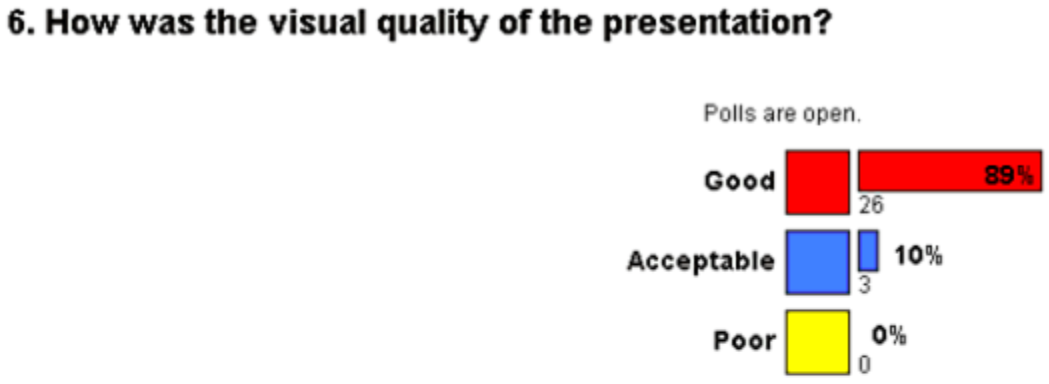 6. How was the visual quality of the presentation?
Polls are open.
Good 89%
26
Acceptable 10%
3
Poor 0%
0